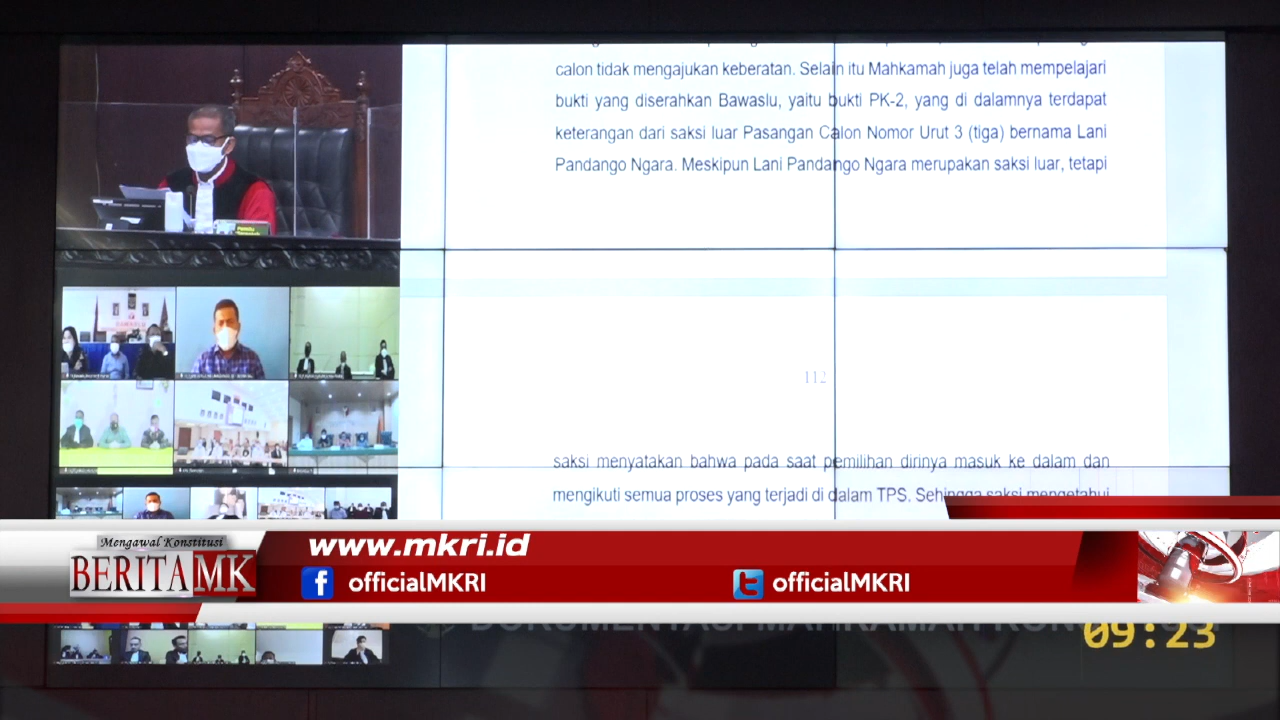 calon tidak mengajukan keberatan. Selain itu Mahkamah juga telah mempelajari
bukti yang diserahkan Bawaslu, yaitu bukti PK-2, yang di dalamnya terdapat
keterangan dari saksi luar Pasangan Calon Nomor Urut 3 (tiga) bernama Lani
Pandango Ngara. Meskipun Lani Pandango Ngara merupakan saksi luar, tetapi
112
saksi menyatakan bahwa pada saat pemilihan dirinya masuk ke dalam dan
mengikuti semua proses yang terjadi di dalam TPS. Sehingga saksi mengetahui
Mengawal Konstitusi
BERITAMK
www.mkri.id
officialMKRI
officialMKRI
09:23